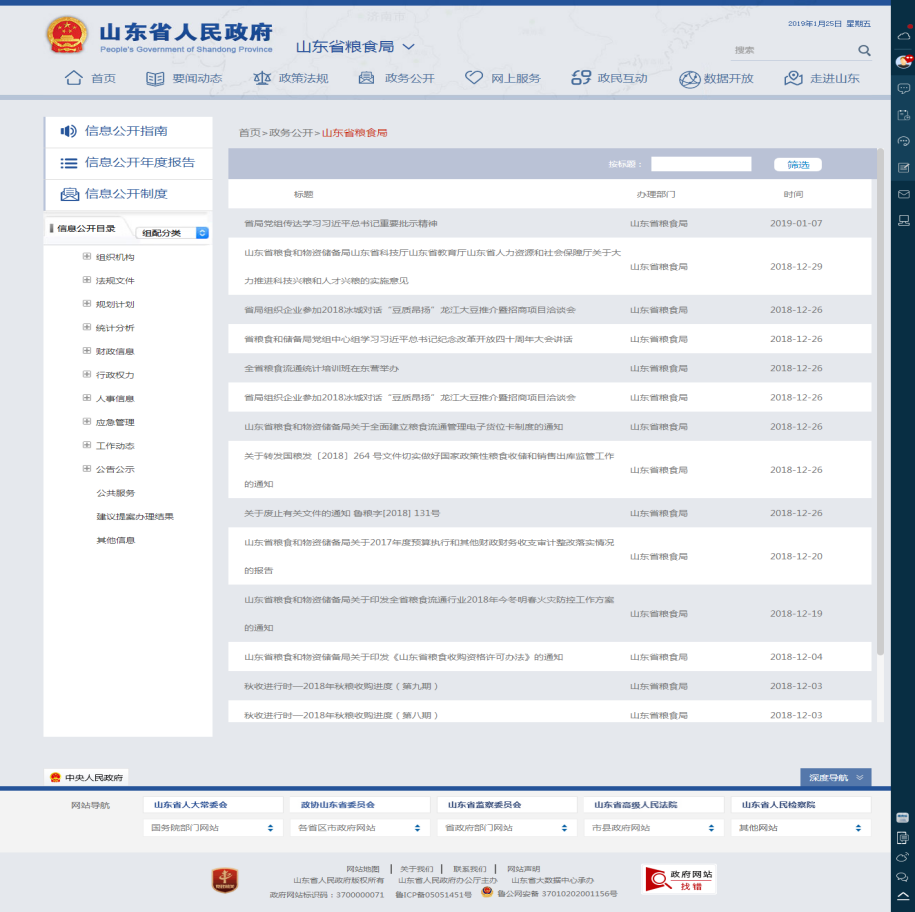 山东省人民政府
People's Government of Shandong Province
山东省粮食局
2019年1月25日 星期五
搜索
首页 要闻动态 政策法规 政务公开 网上服务 政民互动 数据开放 走进山东
信息公开指南
信息公开年度报告
信息公开制度
信息公开目录 组配分类
组织机构
法规文件
规划计划
统计分析
财政信息
行政权力
人事信息
应急管理
工作动态
公告公示
公共服务
建议提案办理结果
其他信息
首页>政务公开>山东省粮食局
按标题： 筛选
标题 办理部门 时间
省局党组传达学习习近平总书记重要批示精神 山东省粮食局 2019-01-07
山东省粮食和物资储备局山东省科技厅山东省教育厅山东省人力资源和社会保障厅关于大
力推进科技兴粮和人才兴粮的实施意见 山东省粮食局 2018-12-29
省局组织企业参加2018冰城对话“豆质昂扬”龙江大豆推介暨招商项目洽谈会 山东省粮食局 2018-12-26
省粮食和储备局党组中心组学习习近平总书记纪念改革开放四十周年大会讲话 山东省粮食局 2018-12-26
全省粮食流通统计培训班在东营举办 山东省粮食局 2018-12-26
省局组织企业参加2018冰城对话“豆质昂扬”龙江大豆推介暨招商项目洽谈会 山东省粮食局 2018-12-26
山东省粮食和物资储备局关于全面建立粮食流通管理电子货位卡制度的通知 山东省粮食局 2018-12-26
关于转发国粮发〔2018〕264 号文件切实做好国家政策性粮食收储和销售出库监管工作
的通知 山东省粮食局 2018-12-26
关于废止有关文件的通知 鲁粮字[2018] 131号 山东省粮食局 2018-12-26
山东省粮食和物资储备局关于2017年度预算执行和其他财政财务收支审计整改落实情况
的报告 山东省粮食局 2018-12-20
山东省粮食和物资储备局关于印发全省粮食流通行业2018年今冬明春火灾防控工作方案
的通知 山东省粮食局 2018-12-19
山东省粮食和物资储备局关于印发《山东省粮食收购资格许可办法》的通知 山东省粮食局 2018-12-04
秋收进行时—2018年秋粮收购进度（第九期） 山东省粮食局 2018-12-03
秋收进行时—2018年秋粮收购进度（第八期） 山东省粮食局 2018-12-03
中央人民政府 深度导航
网站导航 山东省人大常委会 政协山东省委员会 山东省监察委员会 山东省高级人民法院 山东省人民检察院
国务院部门网站 各省区市政府网站 省政府部门网站 市县政府网站 其他网站
网站地图 关于我们 联系我们 网站声明
山东省人民政府版权所有 山东省人民政府办公厅主办 山东省大数据中心承办
政府网站标识码：3700000071 鲁ICP备05051451号 鲁公网安备 37010202001156号
政府网站
找错